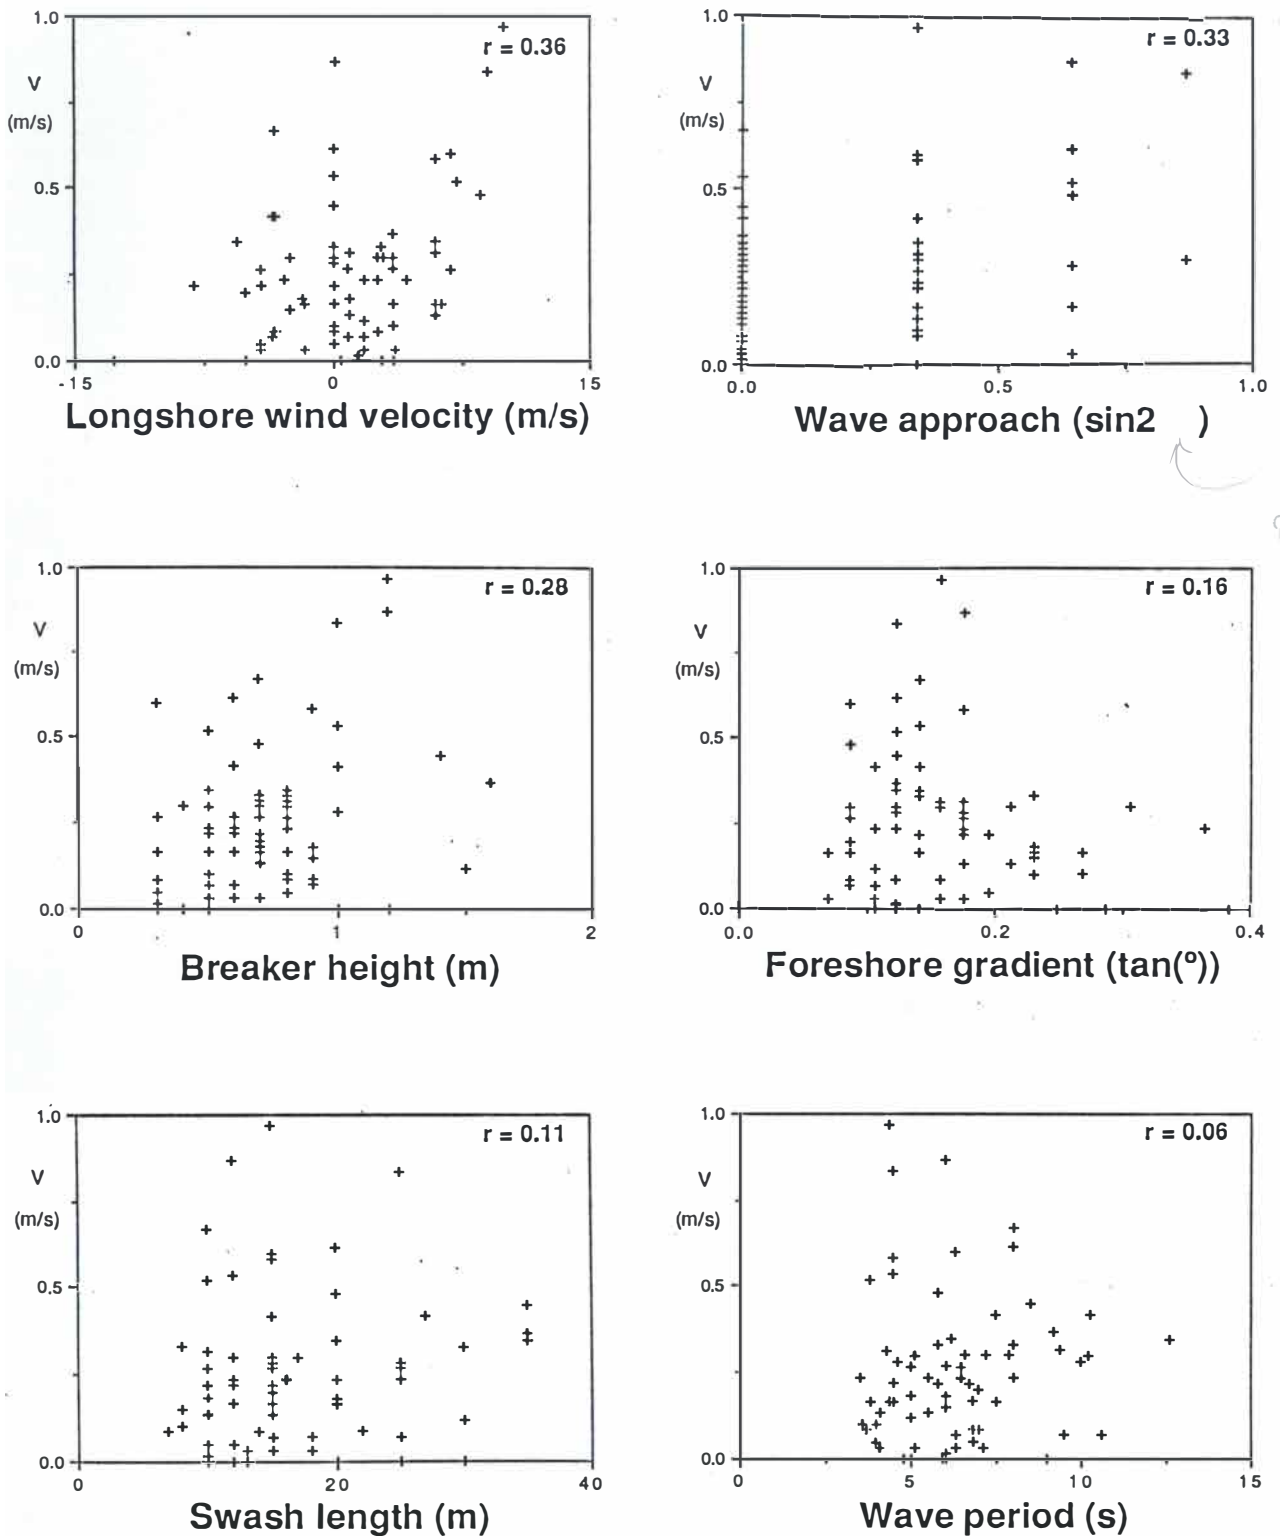 1.0
r = 0.36
V
(m/s)
0.5
0.0
-15 0 15
Longshore wind velocity (m/s)
1.0
r = 0.33
V
(m/s)
0.5
0.0
0.0 0.5 1.0
Wave approach (sin2 )
1.0
r = 0.28
V
(m/s)
0.5
0.0
0 1 2
Breaker height (m)
1.0
r = 0.16
V
(m/s)
0.5
0.0
0.0 0.2 0.4
Foreshore gradient (tan(º))
1.0
r = 0.11
V
(m/s)
0.5
0.0
0 20 40
Swash length (m)
1.0
r = 0.06
V
(m/s)
0.5
0.0
0 5 10 15
Wave period (s)